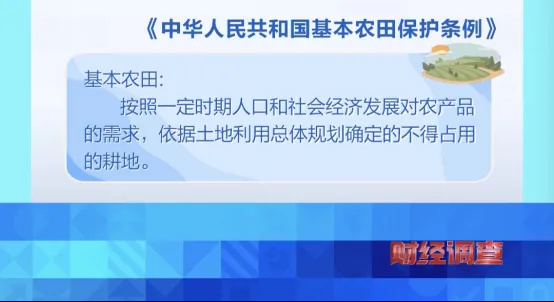 《中华人民共和国基本农田保护条例》
基本农田：
按照一定时期人口和社会经济发展对农产品
的需求，依据土地利用总体规划确定的不得占用
的耕地。
财经调查